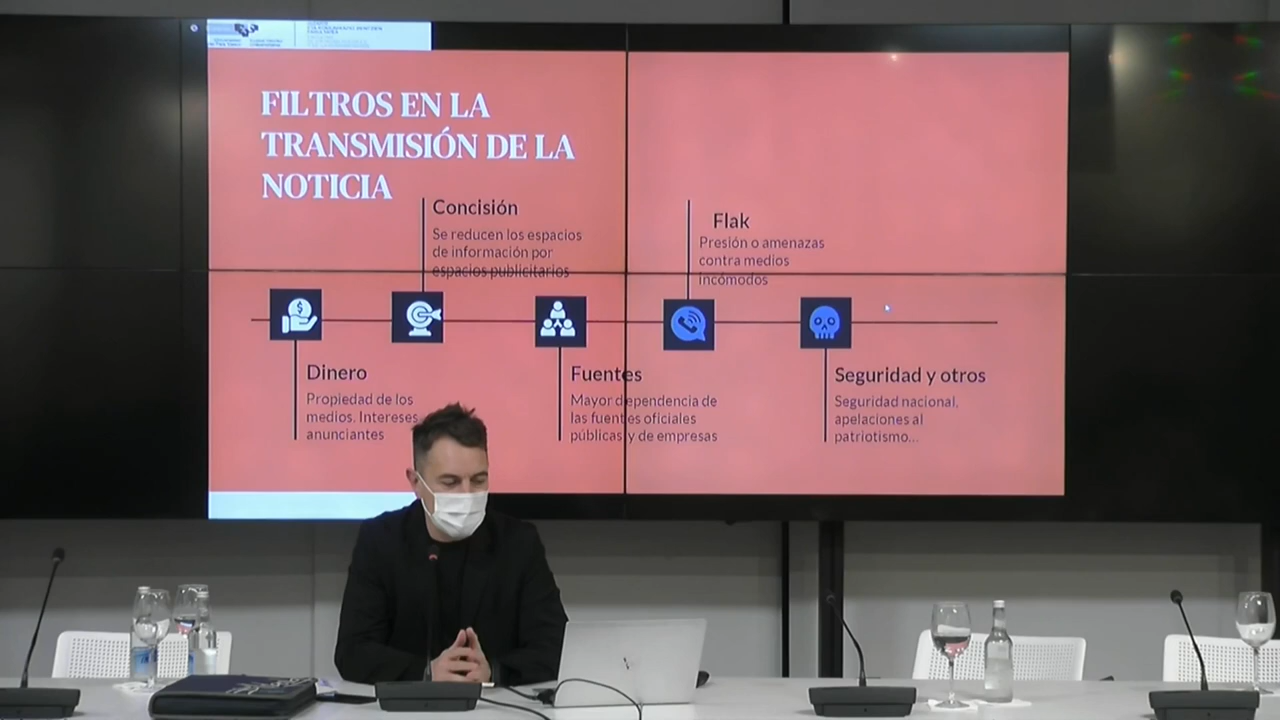 FILTROS EN LA
TRANSMISIÓN DE LA
NOTICIA
Concisión
Se reducen los espacios
de información por
espacios publicitarios
Flak
Presión o amenazas
contra medios
incómodos
Dinero
Propiedad de los
medios. Intereses
anunciantes
Fuentes
Mayor dependencia de
las fuentes oficiales
públicas y de empresas
Seguridad y otros
Seguridad nacional,
apelaciones al
patriotismo...